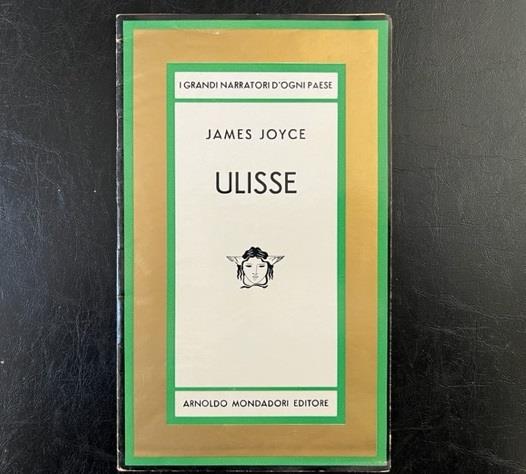 I GRANDI NARRATORI D'OGNI PAESE
JAMES JOYCE
ULISSE
ARNOLDO MONDADORI EDITORE